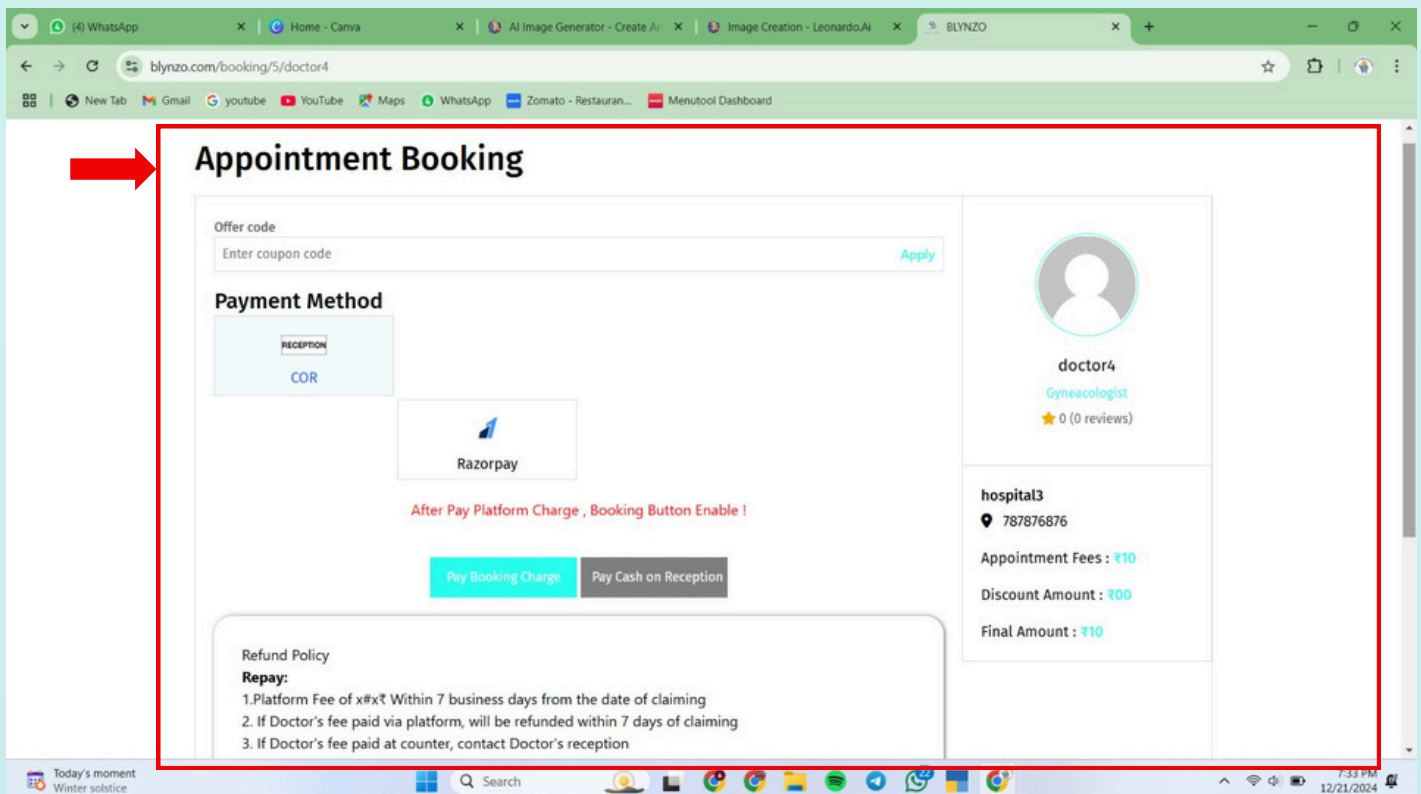 (4) WhatsApp
Home - Canva
AI Image Generator - Create Ar
Image Creation - Leonardo.Ai
BLYNZO
blynzo.com/booking/5/doctor4
New Tab
Gmail
youtube
YouTube
Maps
WhatsApp
Zomato - Restauran...
Menutool Dashboard
Appointment Booking
Offer code
Enter coupon code
Apply
Payment Method
RECEPTION
COR
Razorpay
After Pay Platform Charge , Booking Button Enable !
Pay Booking Charge
Pay Cash on Reception
Refund Policy
Repay:
1.Platform Fee of x#x₹ Within 7 business days from the date of claiming
2. If Doctor's fee paid via platform, will be refunded within 7 days of claiming
3. If Doctor's fee paid at counter, contact Doctor's reception
doctor4
Gyneacologist
0 (0 reviews)
hospital3
787876876
Appointment Fees : ₹10
Discount Amount : ₹00
Final Amount : ₹10
Today's moment
Winter solstice
Search
22
7:33 PM
12/21/2024